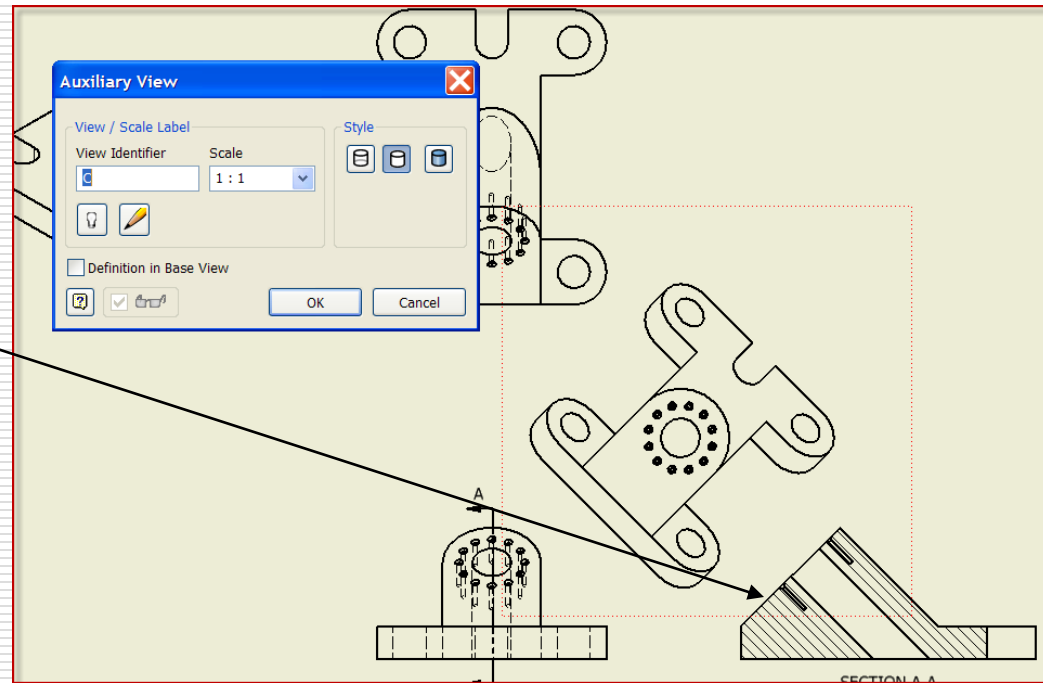 Auxiliary View
View / Scale Label
Style
View Identifier
Scale
C
1 : 1
Definition in Base View
OK
Cancel
A
SECTION A-A